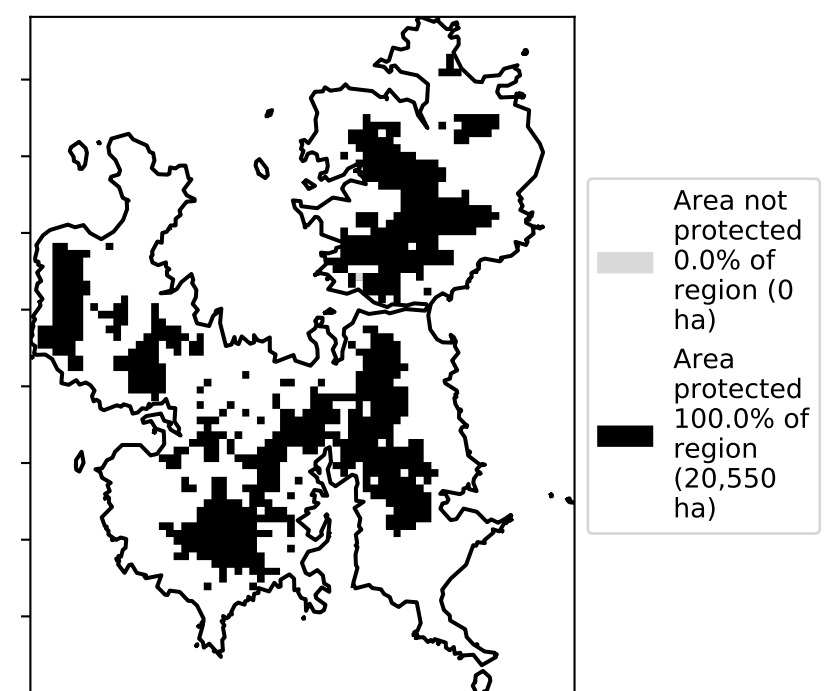 Area not
protected
0.0% of
region (0
ha)
Area
protected
100.0% of
region
(20,550
ha)